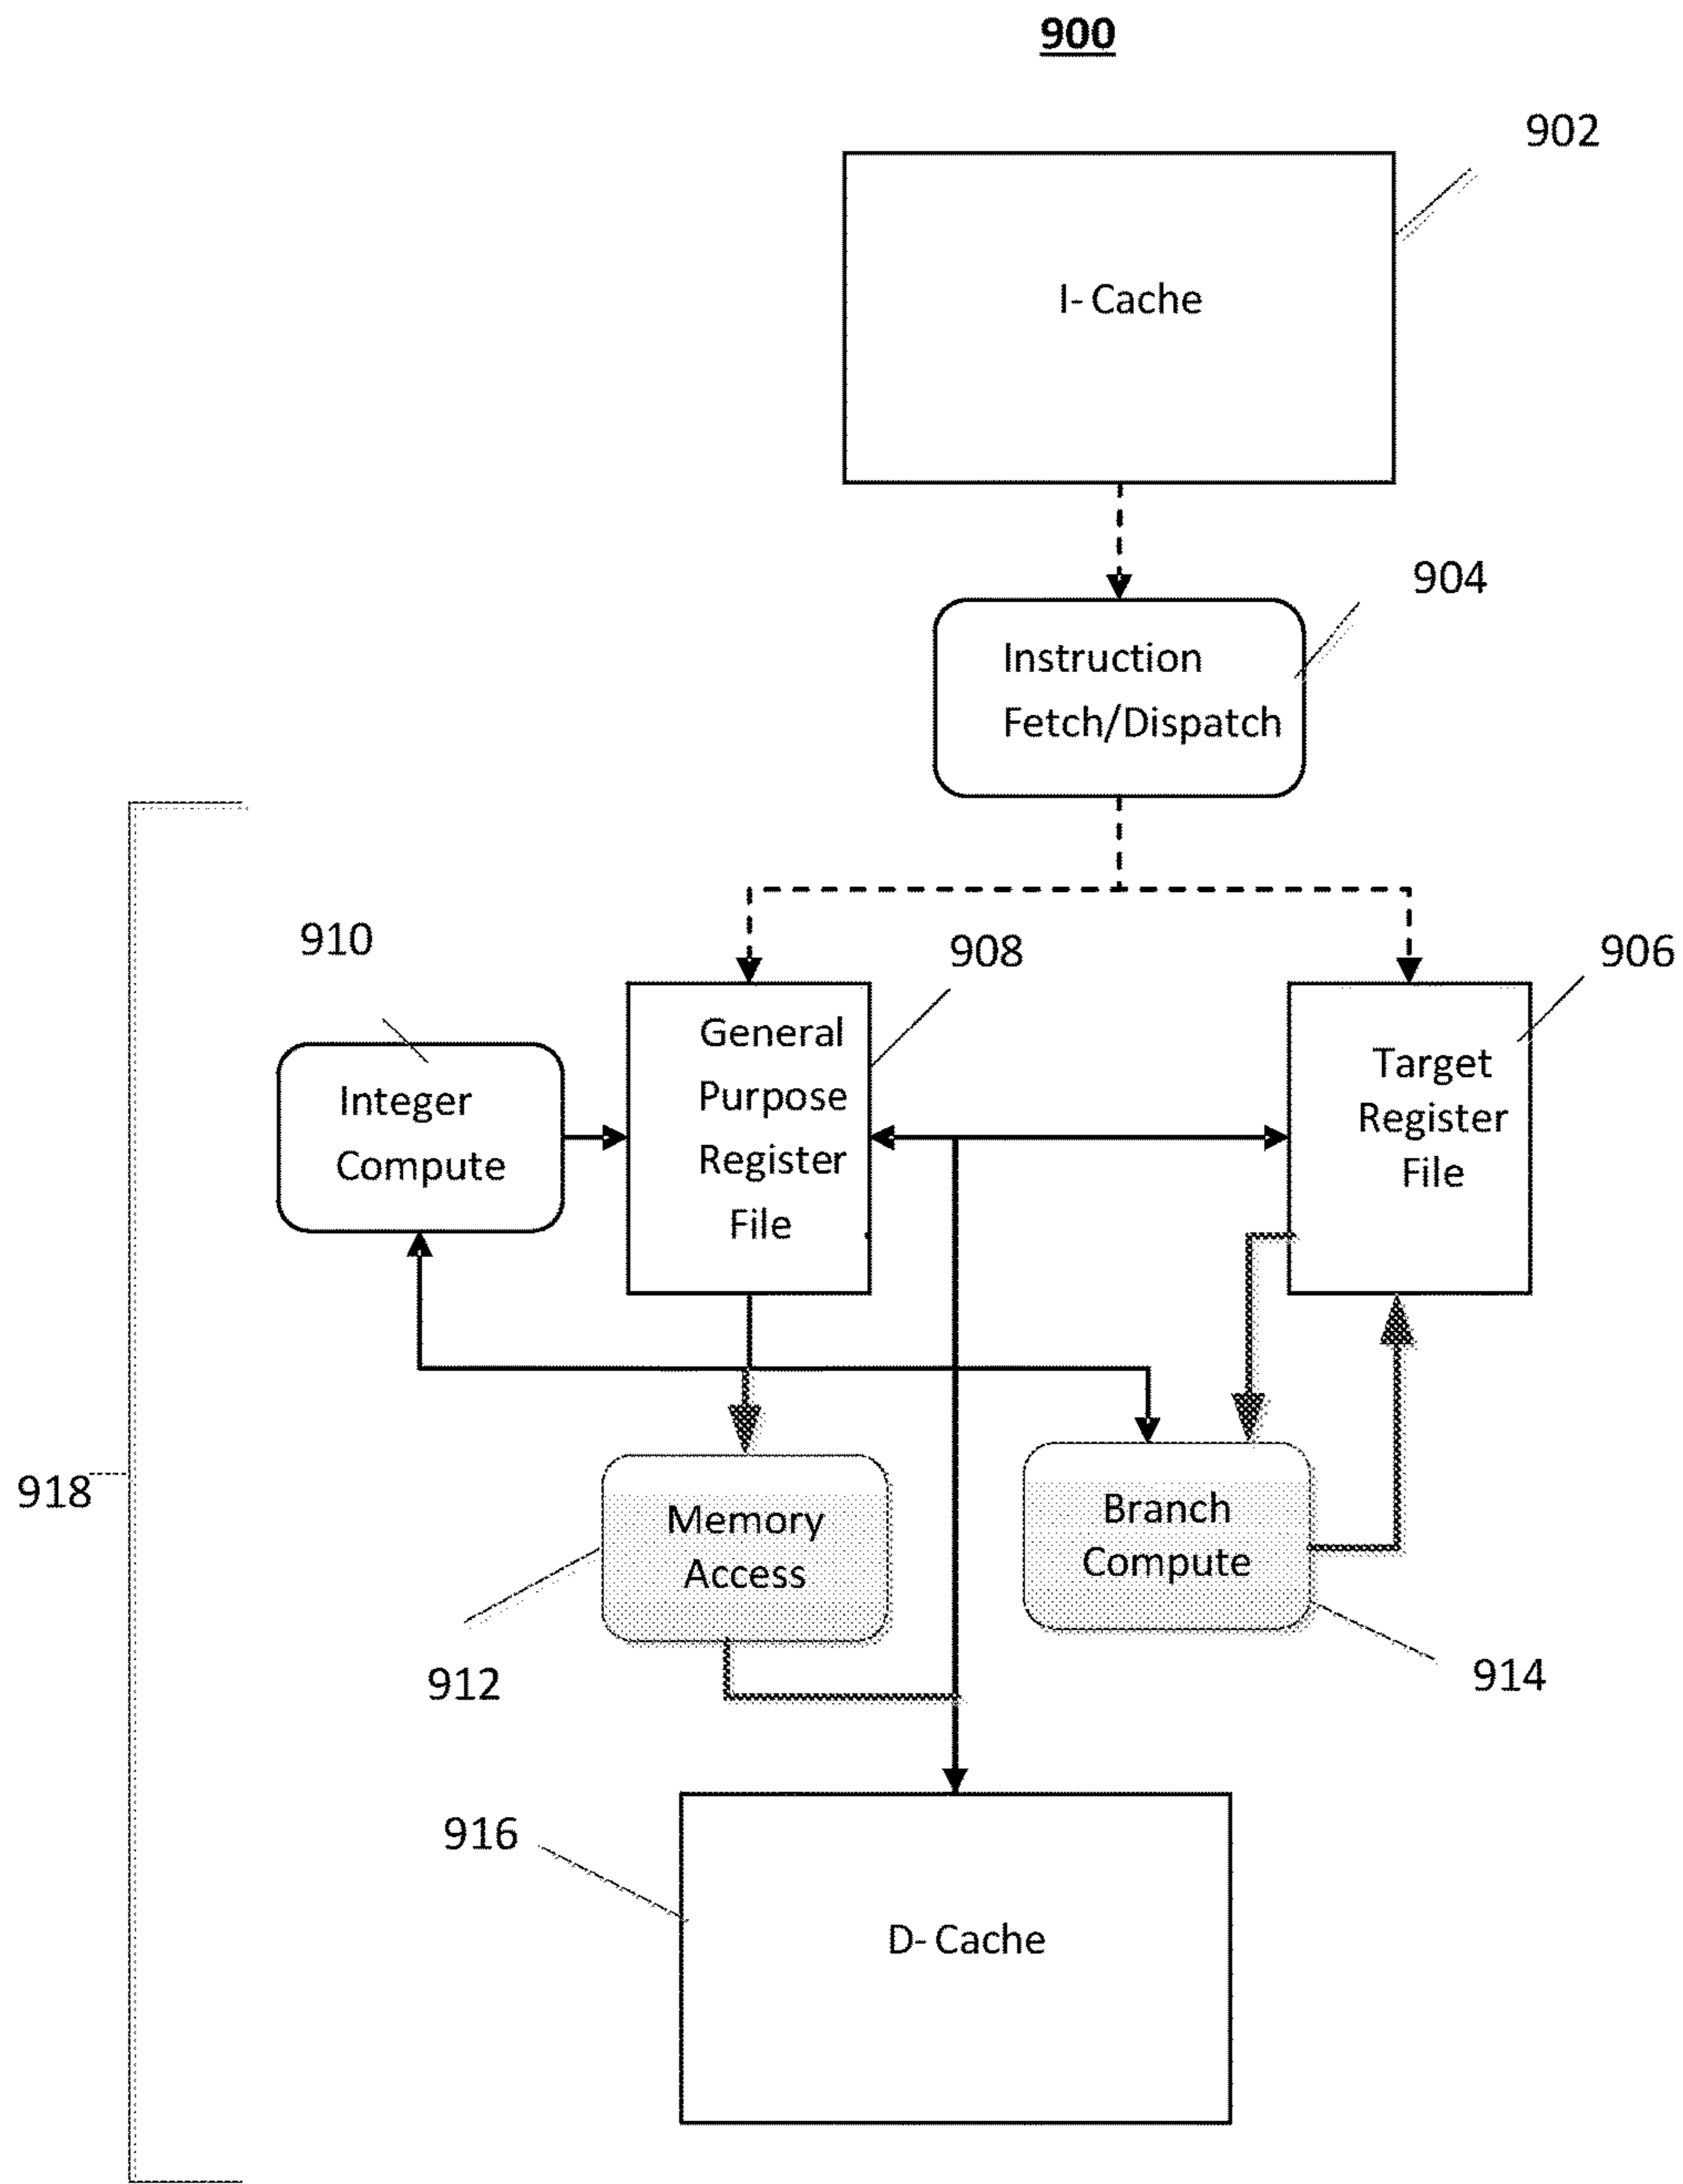 900
902
I- Cache
904
Instruction
Fetch/Dispatch
910
908
906
General
Purpose
Register
File
Target
Register
File
Integer
Compute
918
Memory
Access
Branch
Compute
912
914
916
D- Cache